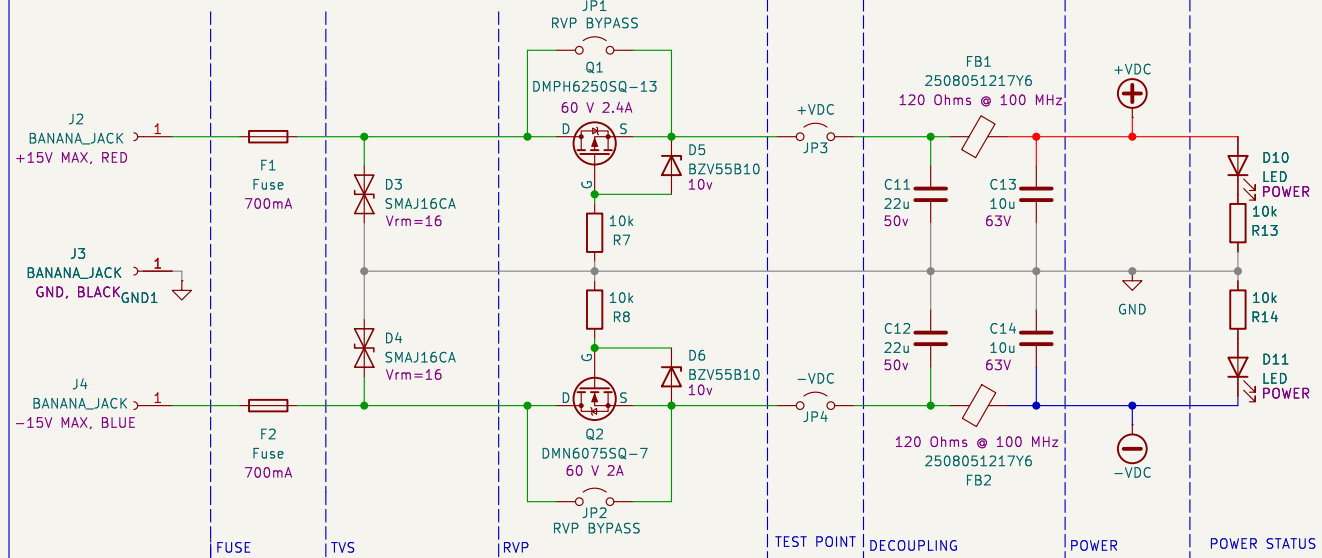 JP1
RVP BYPASS
Q1
DMPH6250SQ-13
60 V 2.4A
D
S
G
J2
BANANA_JACK
+15V MAX, RED
1
F1
Fuse
700mA
D3
SMAJ16CA
Vrm=16
D5
BZV55B10
10v
10k
R7
+VDC
JP3
FB1
2508051217Y6
120 Ohms @ 100 MHz
C11
22u
50v
C13
10u
63V
+VDC
D10
LED
POWER
10k
R13
J3
BANANA_JACK
GND, BLACK
1
GND1
GND
10k
R8
10k
R14
D4
SMAJ16CA
Vrm=16
G
D
S
D6
BZV55B10
10v
C12
22u
50v
C14
10u
63V
D11
LED
POWER
J4
BANANA_JACK
-15V MAX, BLUE
1
F2
Fuse
700mA
Q2
DMN6075SQ-7
60 V 2A
JP2
RVP BYPASS
-VDC
JP4
120 Ohms @ 100 MHz
2508051217Y6
FB2
-VDC
FUSE
TVS
RVP
TEST POINT
DECOUPLING
POWER
POWER STATUS